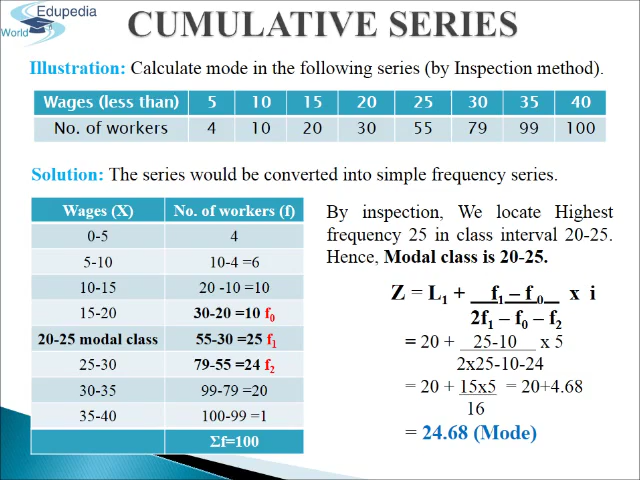 Edupedia
World
CUMULATIVE SERIES
Illustration: Calculate mode in the following series (by Inspection method).
Wages (less than) 5 10 15 20 25 30 35 40
No. of workers 4 10 20 30 55 79 99 100
Solution: The series would be converted into simple frequency series.
Wages (X) No. of workers (f)
0-5 4
5-10 10-4 =6
10-15 20 -10 =10
15-20 30-20 =10 f0
20-25 modal class 55-30 =25 f1
25-30 79-55 =24 f2
30-35 99-79 =20
35-40 100-99 =1
Σf=100
By inspection, We locate Highest
frequency 25 in class interval 20-25.
Hence, Modal class is 20-25.
Z = L1 + f1 – f0 x i
2f1 – f0 – f2
= 20 + 25-10 x 5
2x25-10-24
= 20 + 15x5 = 20+4.68
16
= 24.68 (Mode)